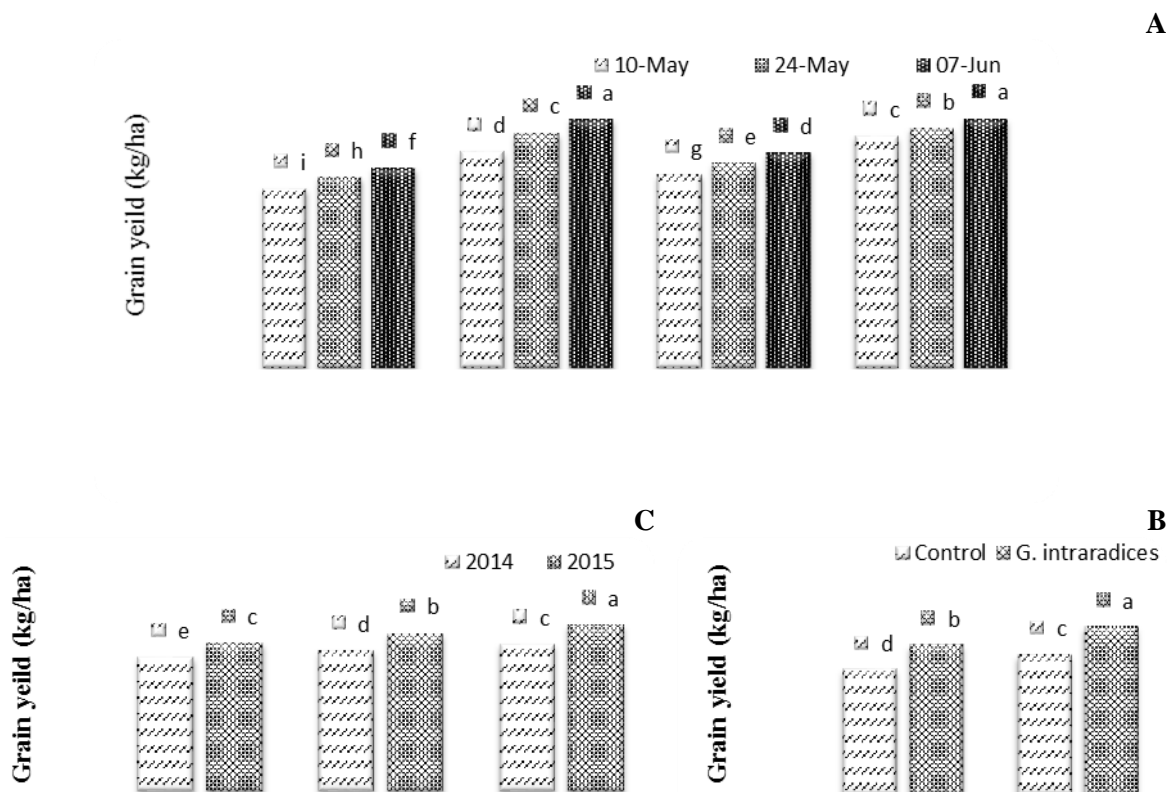 A
10-May 24-May 07-Jun
Grain yeild (kg/ha)
i h f d c a g e d c b a
C
2014 2015
Grain yeild (kg/ha)
e c d b c a
B
Control G. intraradices
Grain yield (kg/ha)
d b c a